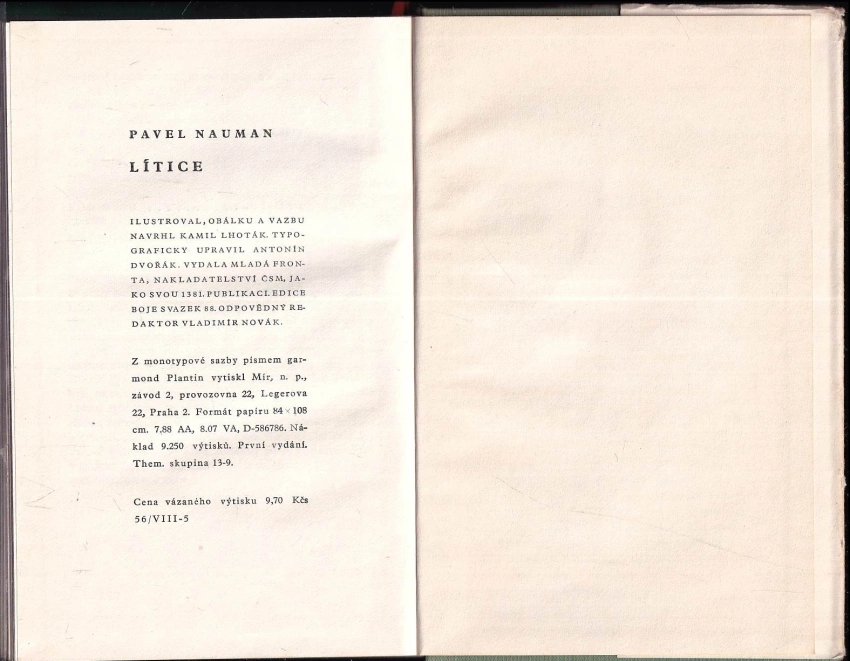 PAVEL NAUMAN
LÍTICE
ILUSTROVAL, OBÁLKU A VAZBU
NAVRHL KAMIL LHOTÁK. TYPO-
GRAFICKY UPRAVIL ANTONÍN
DVOŘÁK. VYDALA MLADÁ FRON-
TA, NAKLADATELSTVÍ ČSM, JA-
KO SVOU 1381. PUBLIKACI. EDICE
BOJE SVAZEK 88. ODPOVĚDNÝ RE-
DAKTOR VLADIMÍR NOVÁK.
Z monotypové sazby písmem gar-
mond Plantin vytiskl Mír, n. p.,
závod 2, provozovna 22, Legerova
22, Praha 2. Formát papíru 84 × 108
cm. 7,88 AA, 8.07 VA, D-586786. Ná-
klad 9.250 výtisků. První vydání.
Them. skupina 13-9.
Cena vázaného výtisku 9,70 Kčs
56/VIII-5